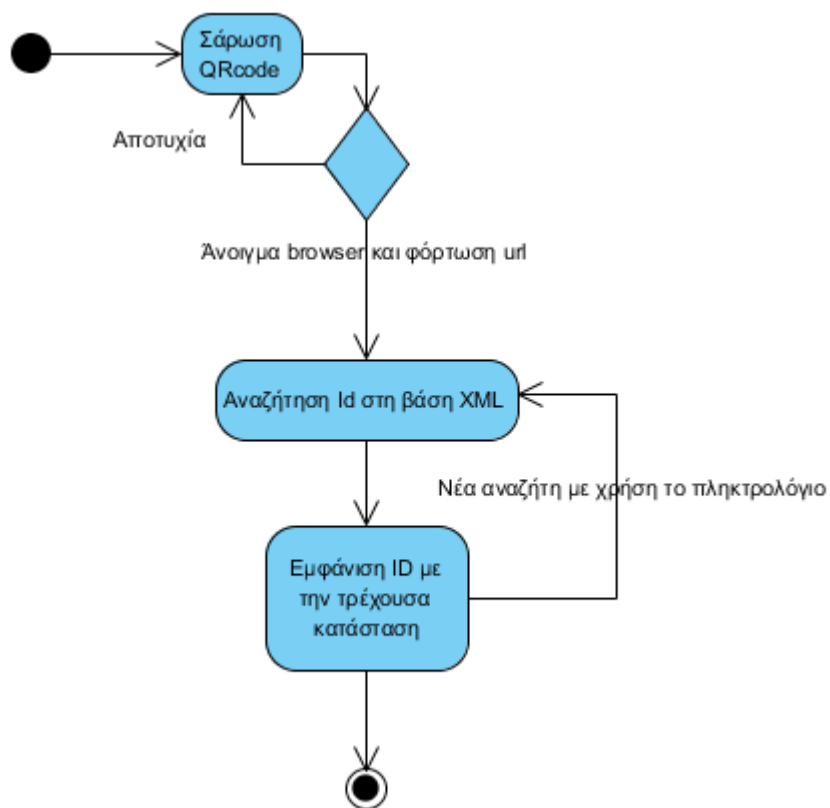 Σάρωση
QRcode
Αποτυχία
Άνοιγμα browser και φόρτωση url
Αναζήτηση Id στη βάση XML
Νέα αναζήτη με χρήση το πληκτρολόγιο
Εμφάνιση ID με
την τρέχουσα
κατάσταση